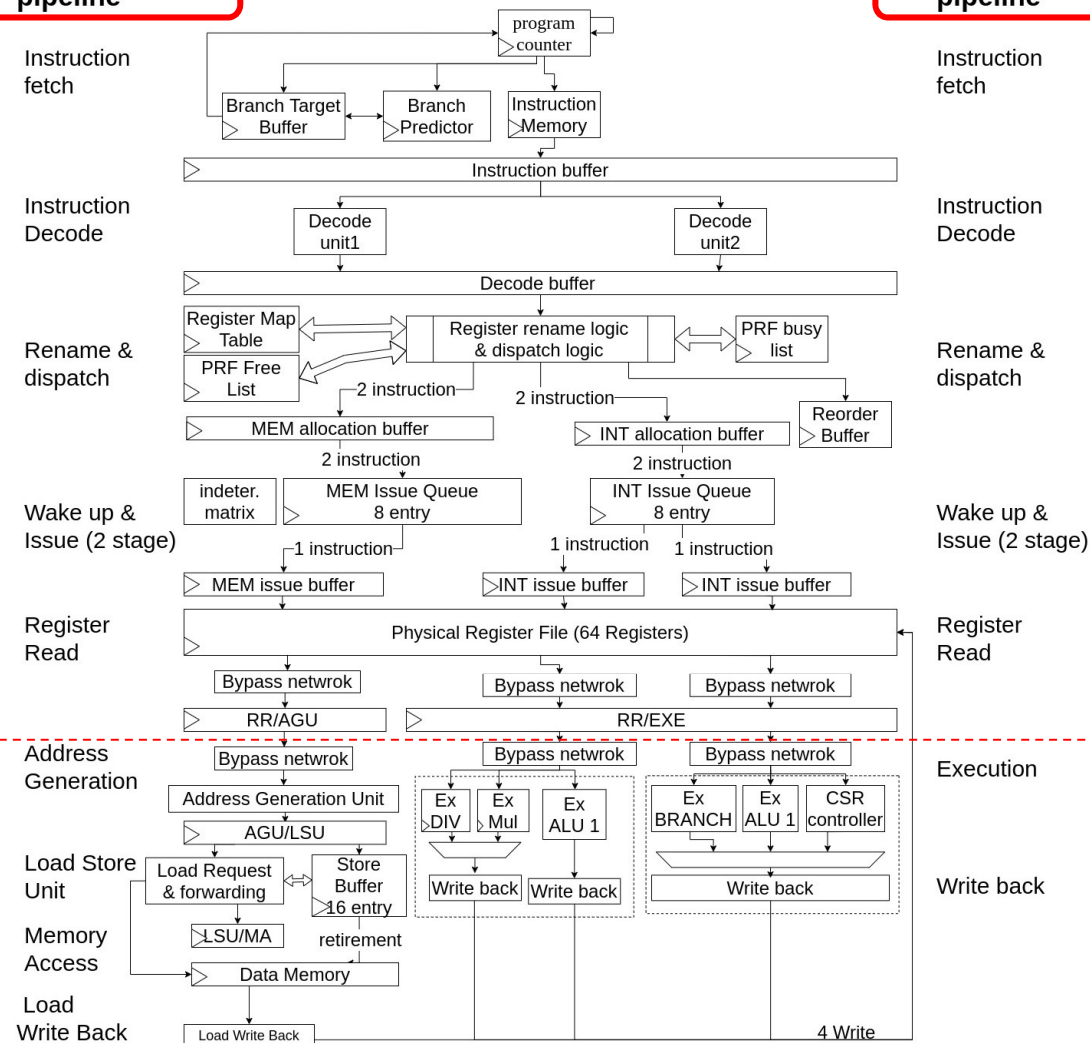 pipeline
pipeline
program
counter
Instruction
fetch
Instruction
fetch
Branch Target
Buffer
Branch
Predictor
Instruction
Memory
Instruction buffer
Instruction
Decode
Decode
unit1
Decode
unit2
Instruction
Decode
Decode buffer
Register Map
Table
Register rename logic
& dispatch logic
PRF busy
list
Rename &
dispatch
PRF Free
List
Rename &
dispatch
2 instruction
2 instruction
Reorder
Buffer
MEM allocation buffer
INT allocation buffer
2 instruction
2 instruction
indeter.
matrix
MEM Issue Queue
8 entry
INT Issue Queue
8 entry
Wake up &
Issue (2 stage)
Wake up &
Issue (2 stage)
1 instruction
1 instruction
1 instruction
MEM issue buffer
INT issue buffer
INT issue buffer
Register
Read
Physical Register File (64 Registers)
Register
Read
Bypass netwrok
Bypass netwrok
Bypass netwrok
RR/AGU
RR/EXE
Address
Generation
Bypass netwrok
Bypass netwrok
Bypass netwrok
Execution
Address Generation Unit
Ex
DIV
Ex
Mul
Ex
ALU 1
Ex
BRANCH
Ex
ALU 1
CSR
controller
AGU/LSU
Load Store
Unit
Load Request
& forwarding
Store
Buffer
16 entry
Write back
Write back
Write back
Write back
Memory
Access
LSU/MA
retirement
Data Memory
Load
Write Back
Load Write Back
4 Write